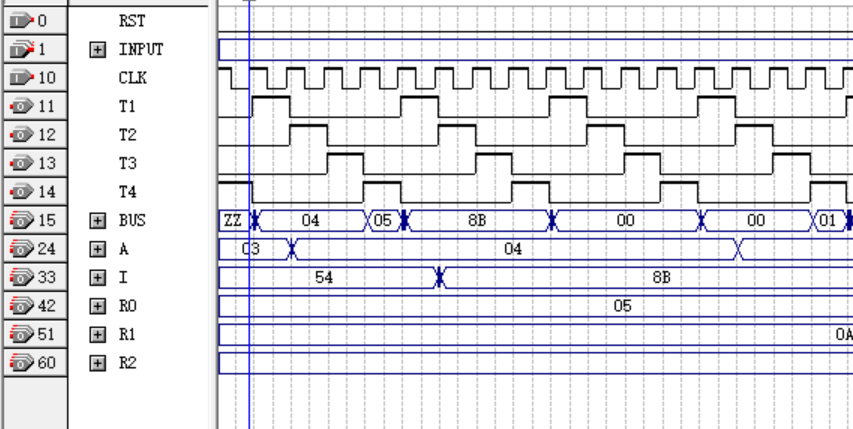 0 RST
1 INPUT
10 CLK
11 T1
12 T2
13 T3
14 T4
15 BUS ZZ 04 05 8B 00 00 01
24 A 03 04
33 I 54 8B
42 R0 05
51 R1 0A
60 R2